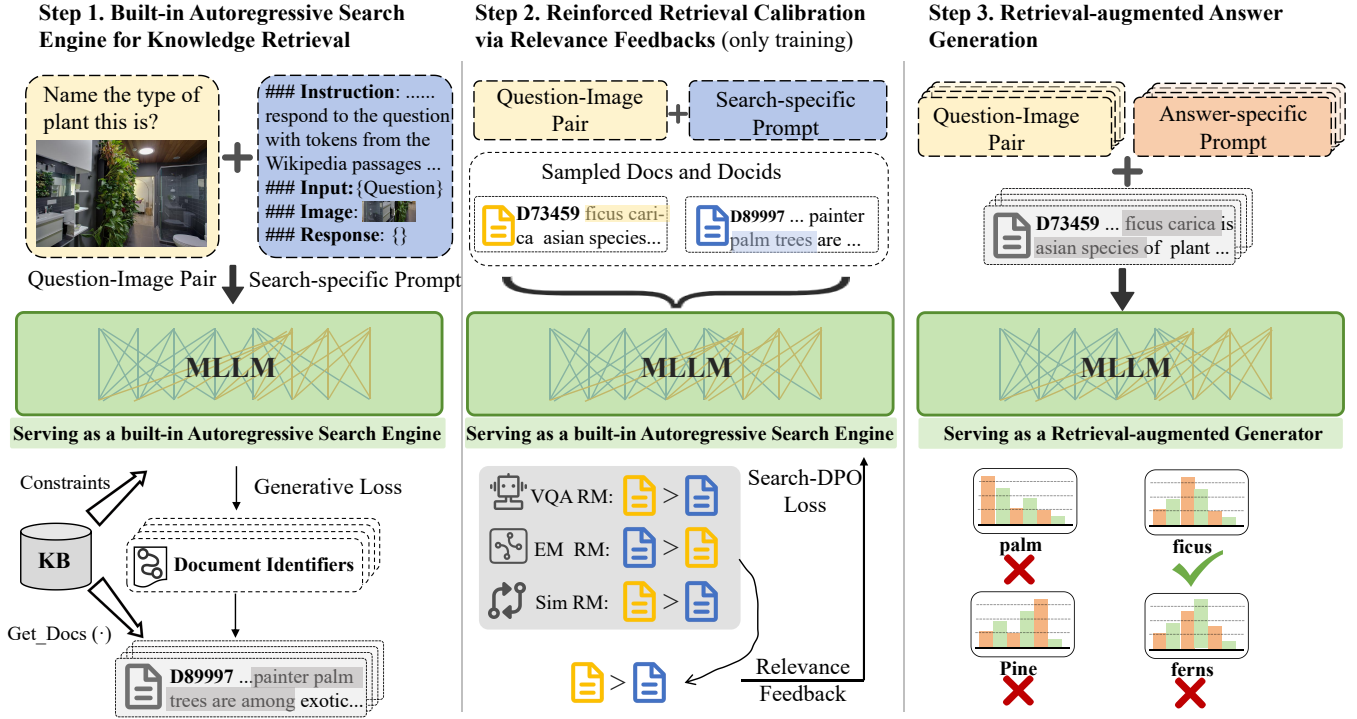 Step 1. Built-in Autoregressive Search
Engine for Knowledge Retrieval
Name the type of
plant this is?
### Instruction: ......
respond to the question
with tokens from the
Wikipedia passages ...
### Input:{Question}
### Image:
### Response: {}
Question-Image Pair
Search-specific Prompt
MLLM
Serving as a built-in Autoregressive Search Engine
Constraints
Generative Loss
KB
Document Identifiers
Get_Docs (·)
D89997 ...painter palm
trees are among exotic...
Step 2. Reinforced Retrieval Calibration
via Relevance Feedbacks (only training)
Question-Image
Pair
Search-specific
Prompt
Sampled Docs and Docids
D73459 ficus cari-
ca asian species...
D89997 ... painter
palm trees are ...
MLLM
Serving as a built-in Autoregressive Search Engine
VQA RM: >
EM RM: >
Sim RM: >
>
Search-DPO
Loss
Relevance
Feedback
Step 3. Retrieval-augmented Answer
Generation
Question-Image
Pair
Answer-specific
Prompt
D73459 ... ficus carica is
asian species of plant ...
MLLM
Serving as a Retrieval-augmented Generator
palm
ficus
Pine
ferns